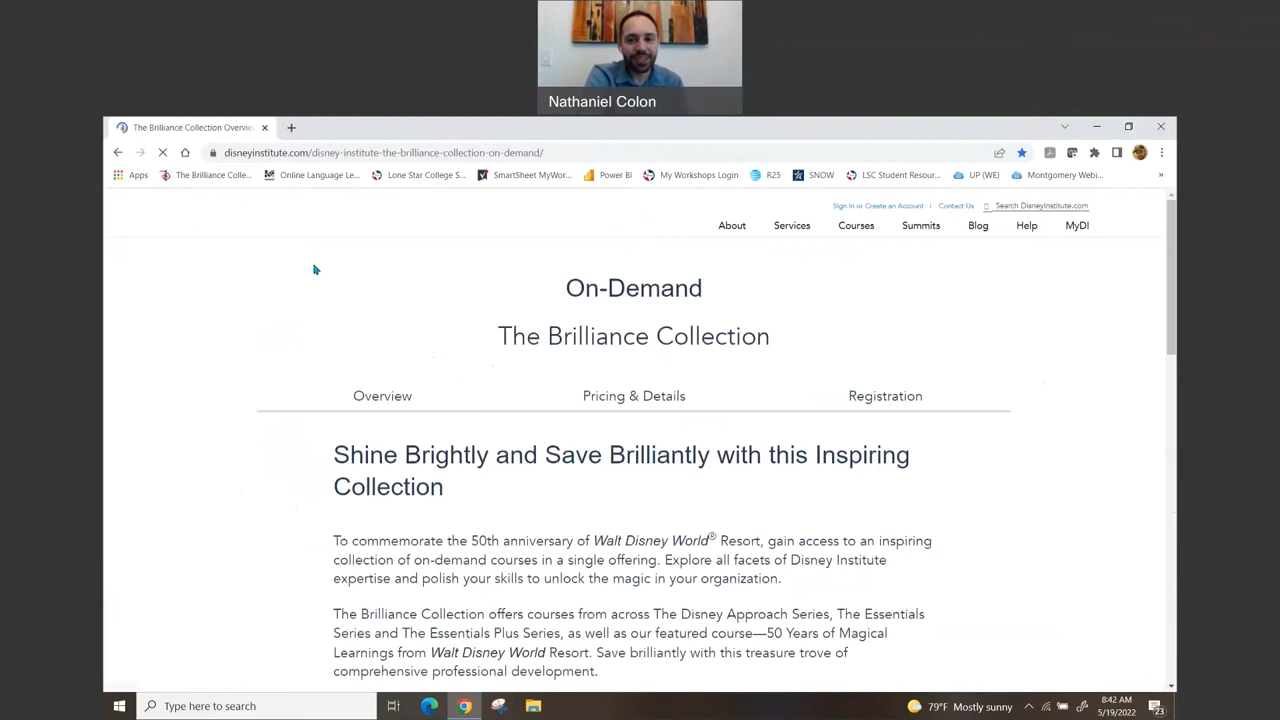 Nathaniel Colon
The Brilliance Collection Overvie
disneyinstitute.com/disney-institute-the-brilliance-collection-on-demand/
Apps The Brilliance Colle... Online Language Le... Lone Star College S... SmartSheet MyWor... Power BI My Workshops Login R25 SNOW LSC Student Resour... UP (WE) Montgomery Webi... »
Sign in or Create an Account | Contact Us Search DisneyInstitute.com
About Services Courses Summits Blog Help MyDI
On-Demand
The Brilliance Collection
Overview Pricing & Details Registration
Shine Brightly and Save Brilliantly with this Inspiring
Collection
To commemorate the 50th anniversary of Walt Disney World® Resort, gain access to an inspiring
collection of on-demand courses in a single offering. Explore all facets of Disney Institute
expertise and polish your skills to unlock the magic in your organization.
The Brilliance Collection offers courses from across The Disney Approach Series, The Essentials
Series and The Essentials Plus Series, as well as our featured course—50 Years of Magical
Learnings from Walt Disney World Resort. Save brilliantly with this treasure trove of
comprehensive professional development.
Type here to search
79°F Mostly sunny
8:42 AM
5/19/2022
23